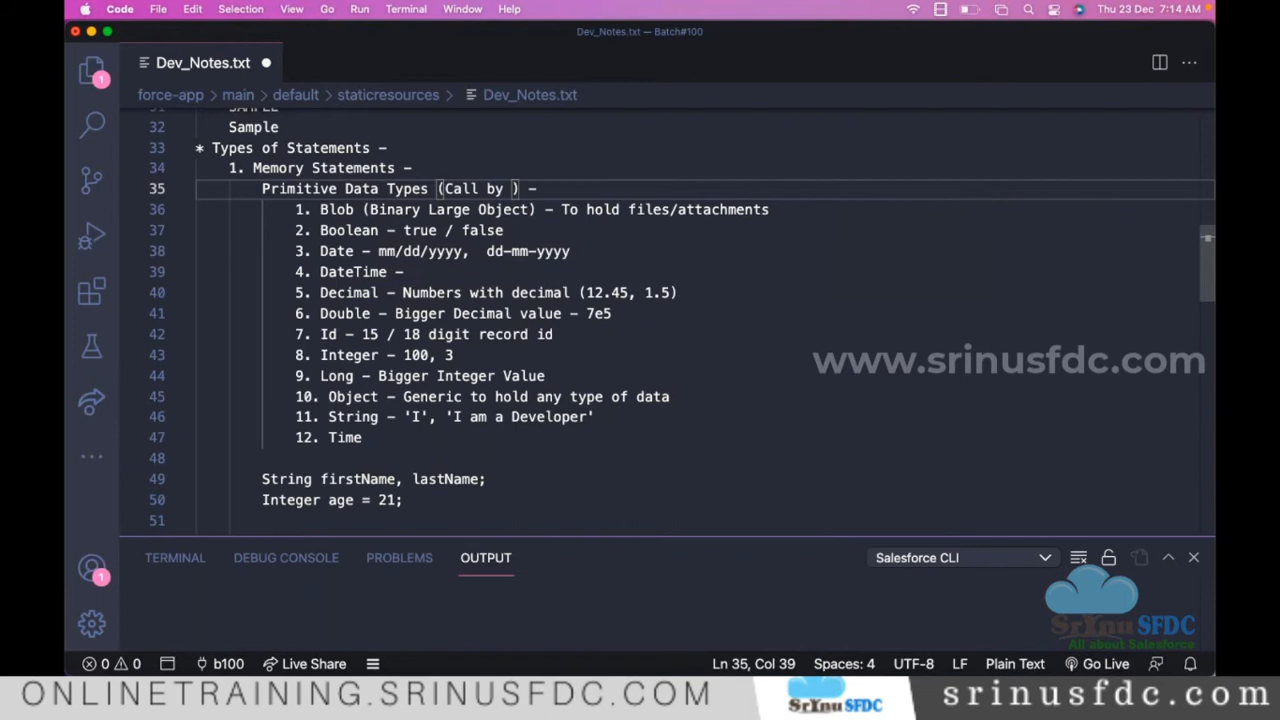 Code File Edit Selection View Go Run Terminal Window Help Thu 23 Dec 7:14 AM
Dev_Notes.txt — Batch#100
Dev_Notes.txt
force-app > main > default > staticresources > Dev_Notes.txt
32 Sample
33 * Types of Statements -
34 1. Memory Statements -
35 Primitive Data Types (Call by ) -
36 1. Blob (Binary Large Object) - To hold files/attachments
37 2. Boolean - true / false
38 3. Date - mm/dd/yyyy, dd-mm-yyyy
39 4. DateTime -
40 5. Decimal - Numbers with decimal (12.45, 1.5)
41 6. Double - Bigger Decimal value - 7e5
42 7. Id - 15 / 18 digit record id
43 8. Integer - 100, 3
44 9. Long - Bigger Integer Value
45 10. Object - Generic to hold any type of data
46 11. String - 'I', 'I am a Developer'
47 12. Time
48
49 String firstName, lastName;
50 Integer age = 21;
51
www.srinusfdc.com
1
1
TERMINAL DEBUG CONSOLE PROBLEMS OUTPUT Salesforce CLI
SrYnu SFDC
All about Salesforce
0 0 b100 Live Share Ln 35, Col 39 Spaces: 4 UTF-8 LF Plain Text Go Live
ONLINETRAINING.SRINUSFDC.COM SrYnu SFDC srinusfdc.com